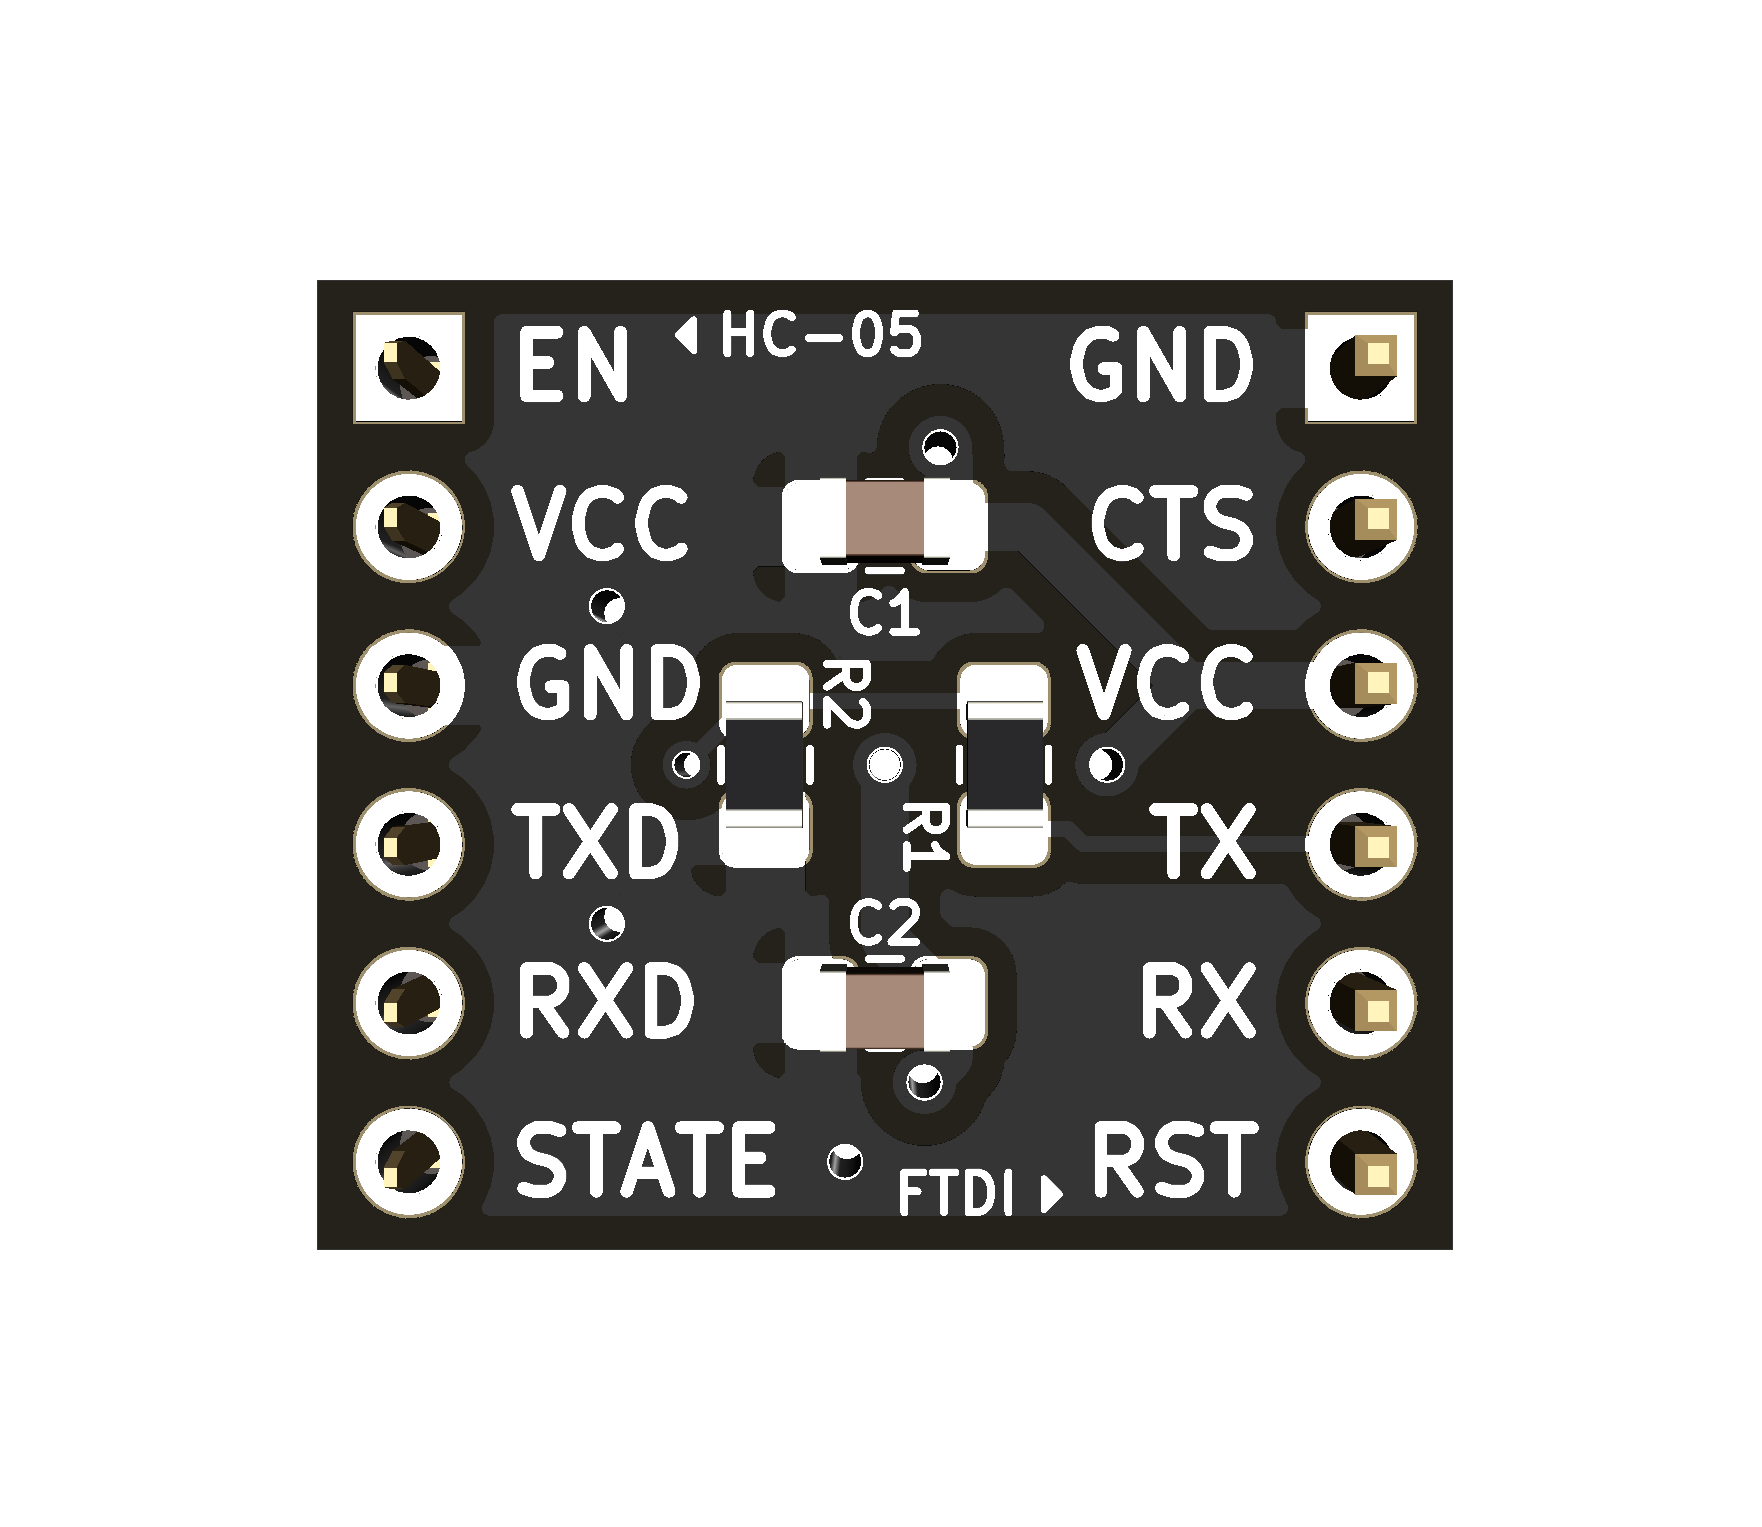 EN
HC-05
GND
VCC
CTS
C1
GND
R2
VCC
TXD
R1
TX
C2
RXD
RX
STATE
FTDI
RST